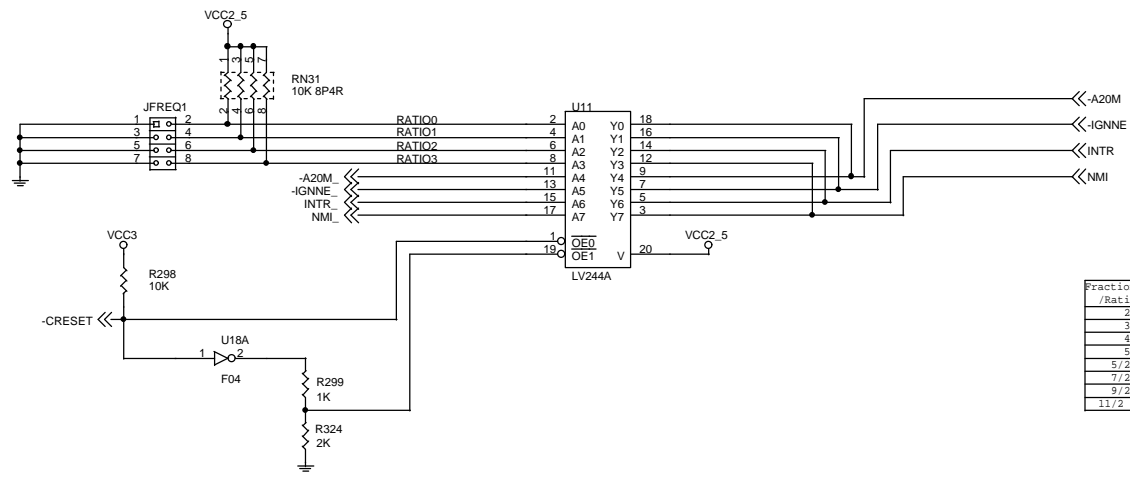 VCC2_5
1 3 5 7
RN31
10K 8P4R
2 4 6 8
JFREQ1
1 2
3 4
5 6
7 8
RATIO0
RATIO1
RATIO2
RATIO3
-A20M_
-IGNNE_
INTR_
NMI_
U11
2 A0 Y0 18
4 A1 Y1 16
6 A2 Y2 14
8 A3 Y3 12
11 A4 Y4 9
13 A5 Y5 7
15 A6 Y6 5
17 A7 Y7 3
1 OE0
19 OE1 V 20
LV244A
VCC2_5
-A20M
-IGNNE
INTR
NMI
VCC3
R298
10K
-CRESET
U18A
1 2
F04
R299
1K
R324
2K
2
3
4
5
5/2
7/2
9/2
11/2